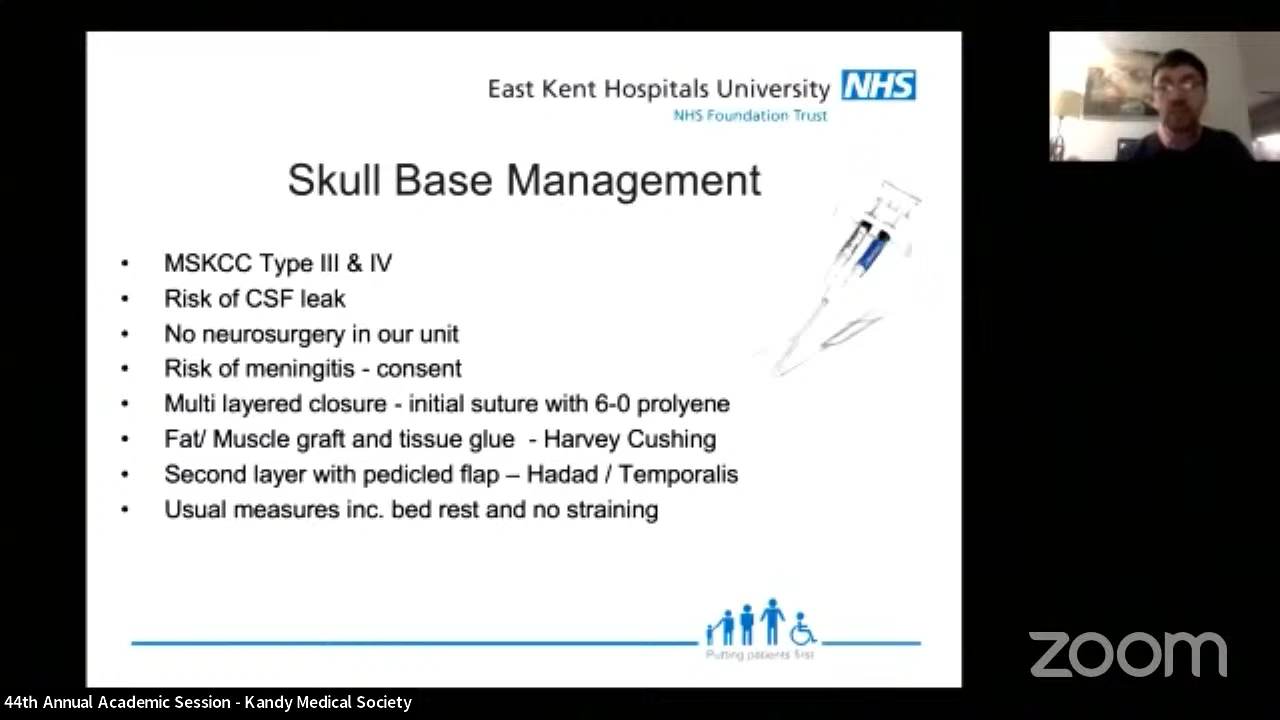 East Kent Hospitals University NHS
NHS Foundation Trust
Skull Base Management
• MSKCC Type III & IV
• Risk of CSF leak
• No neurosurgery in our unit
• Risk of meningitis - consent
• Multi layered closure - initial suture with 6-0 prolyene
• Fat/ Muscle graft and tissue glue - Harvey Cushing
• Second layer with pedicled flap – Hadad / Temporalis
• Usual measures inc. bed rest and no straining
Putting patients first
zoom
44th Annual Academic Session - Kandy Medical Society